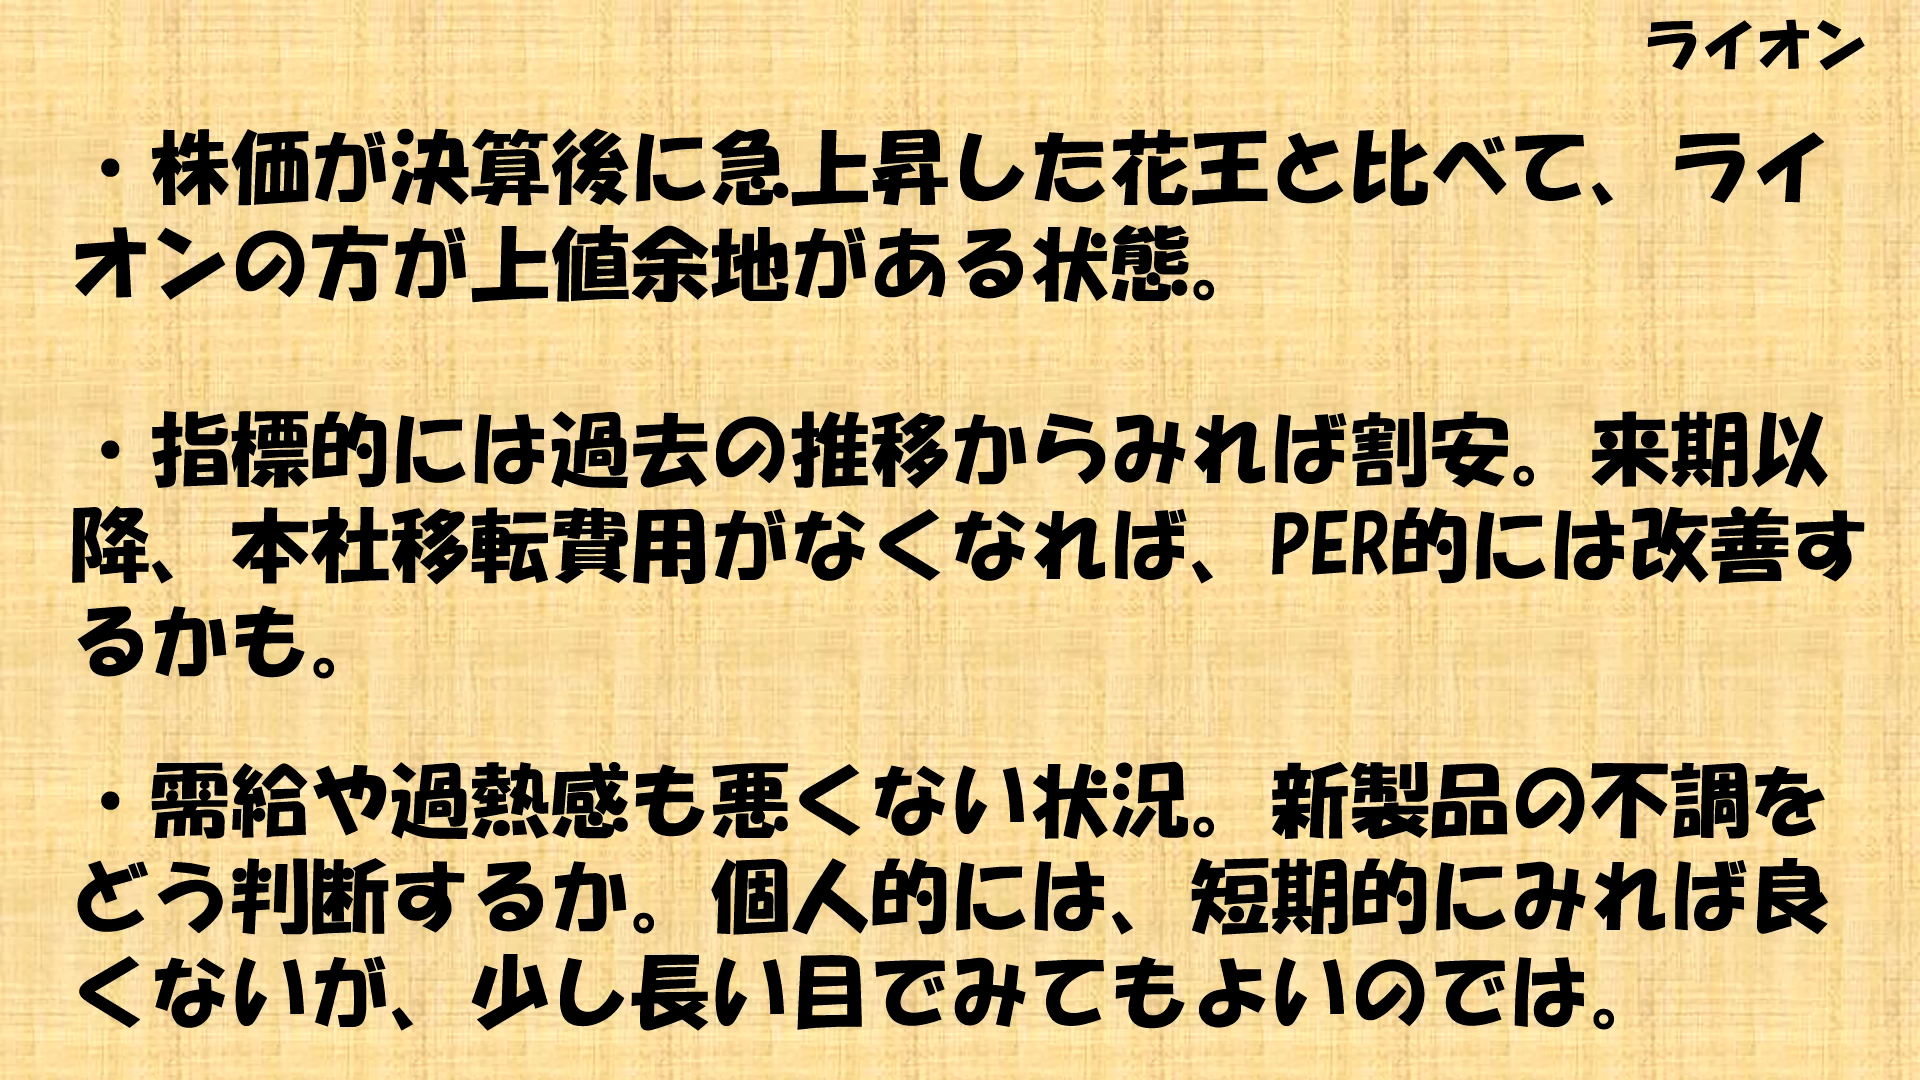 ライオン
・株価が決算後に急上昇した花王と比べて、ライ
オンの方が上値余地がある状態。
・指標的には過去の推移からみれば割安。来期以
降、本社移転費用がなくなれば、PER的には改善す
るかも。
・需給や過熱感も悪くない状況。新製品の不調を
どう判断するか。個人的には、短期的にみれば良
くないが、少し長い目でみてもよいのでは。